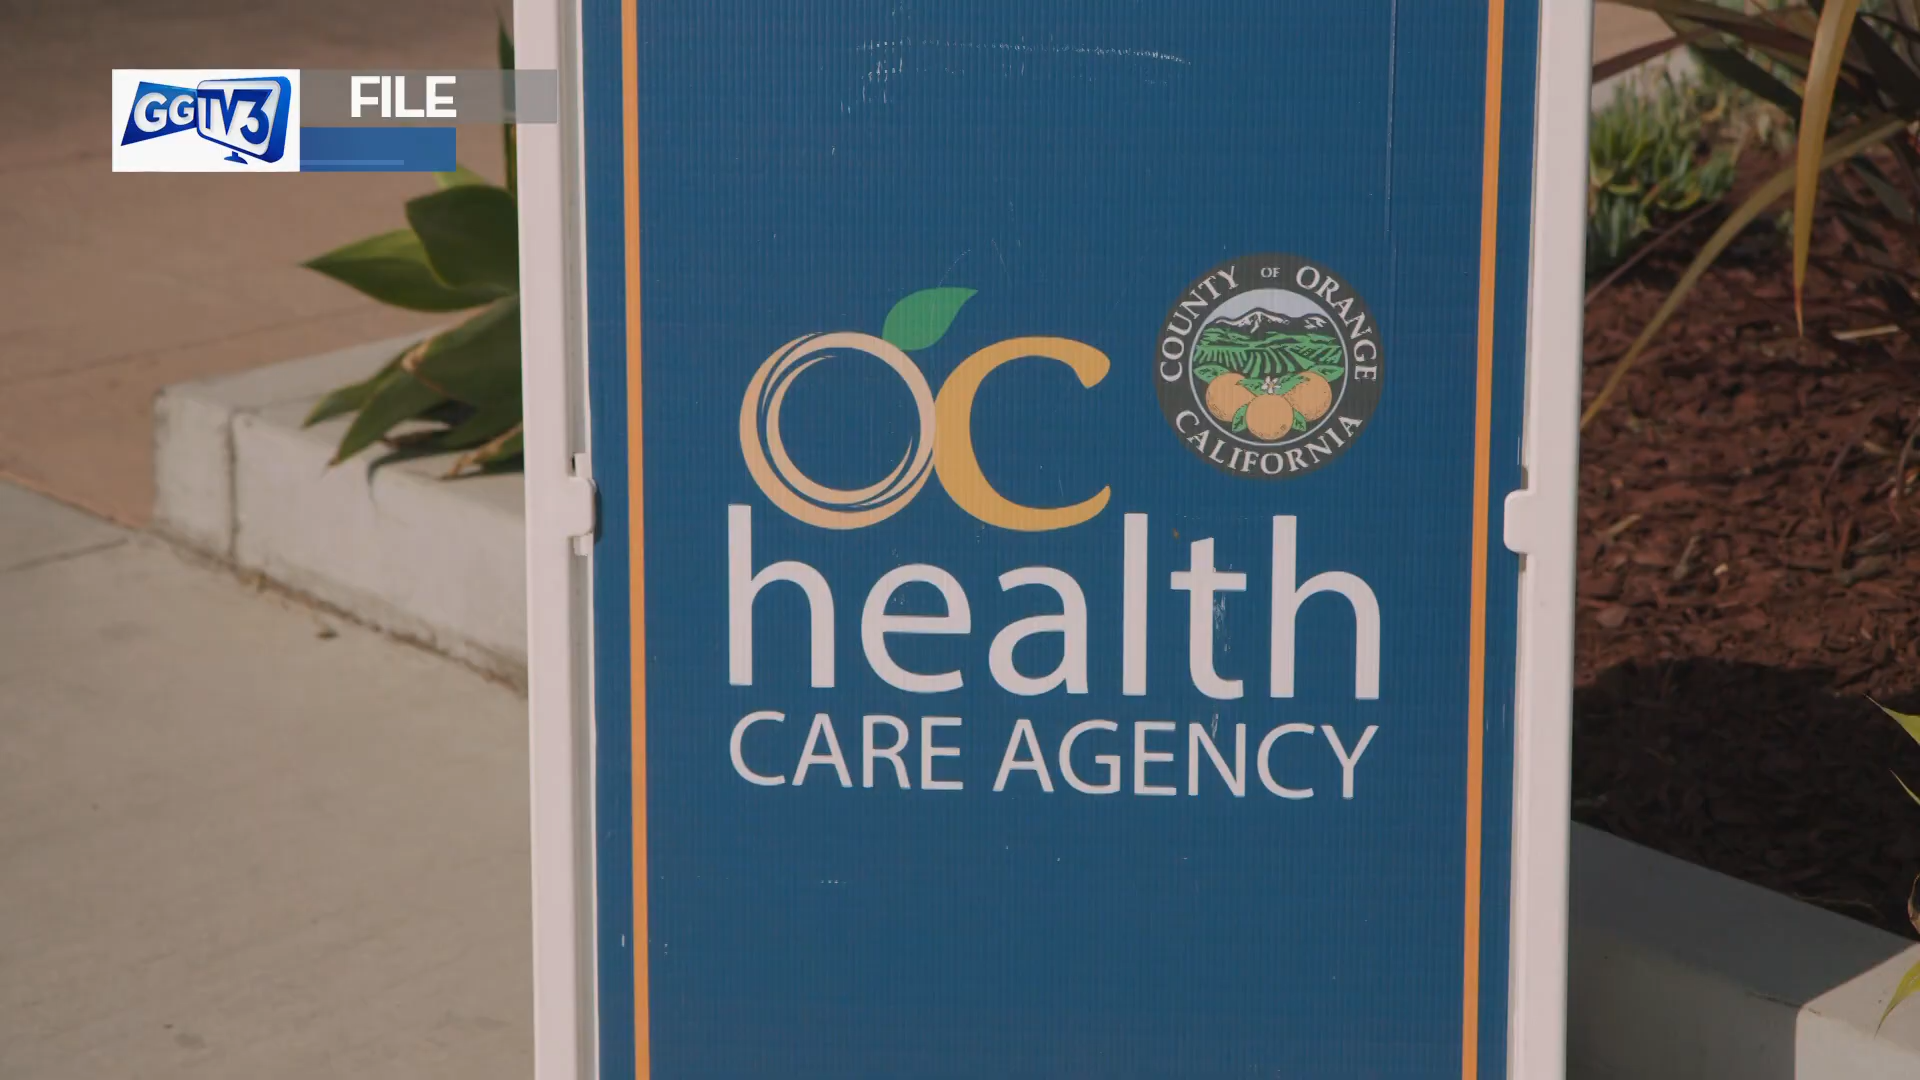 GGTV3
FILE
OC
COUNTY OF ORANGE
CALIFORNIA
health
CARE AGENCY